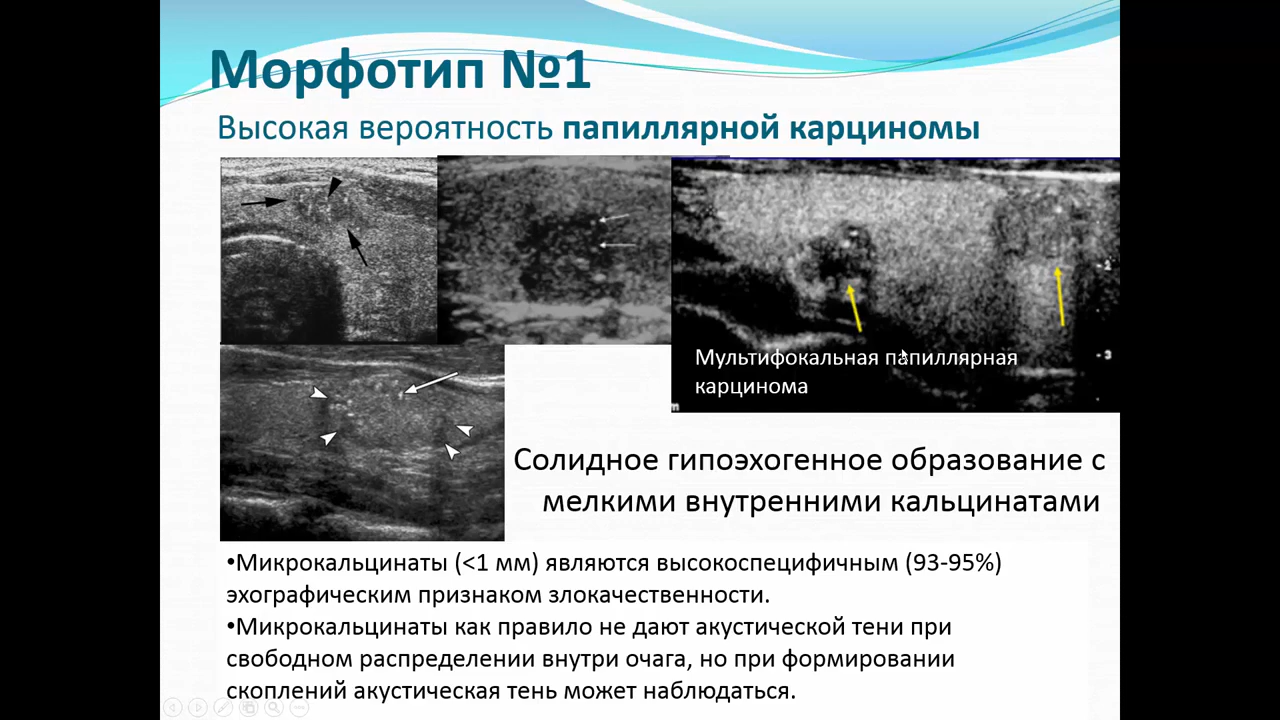 Морфотип №1
Высокая вероятность папиллярной карциномы
Мультифокальная папиллярная
карцинома
Солидное гипоэхогенное образование с
мелкими внутренними кальцинатами
•Микрокальцинаты (<1 мм) являются высокоспецифичным (93-95%)
эхографическим признаком злокачественности.
•Микрокальцинаты как правило не дают акустической тени при
свободном распределении внутри очага, но при формировании
скоплений акустическая тень может наблюдаться.